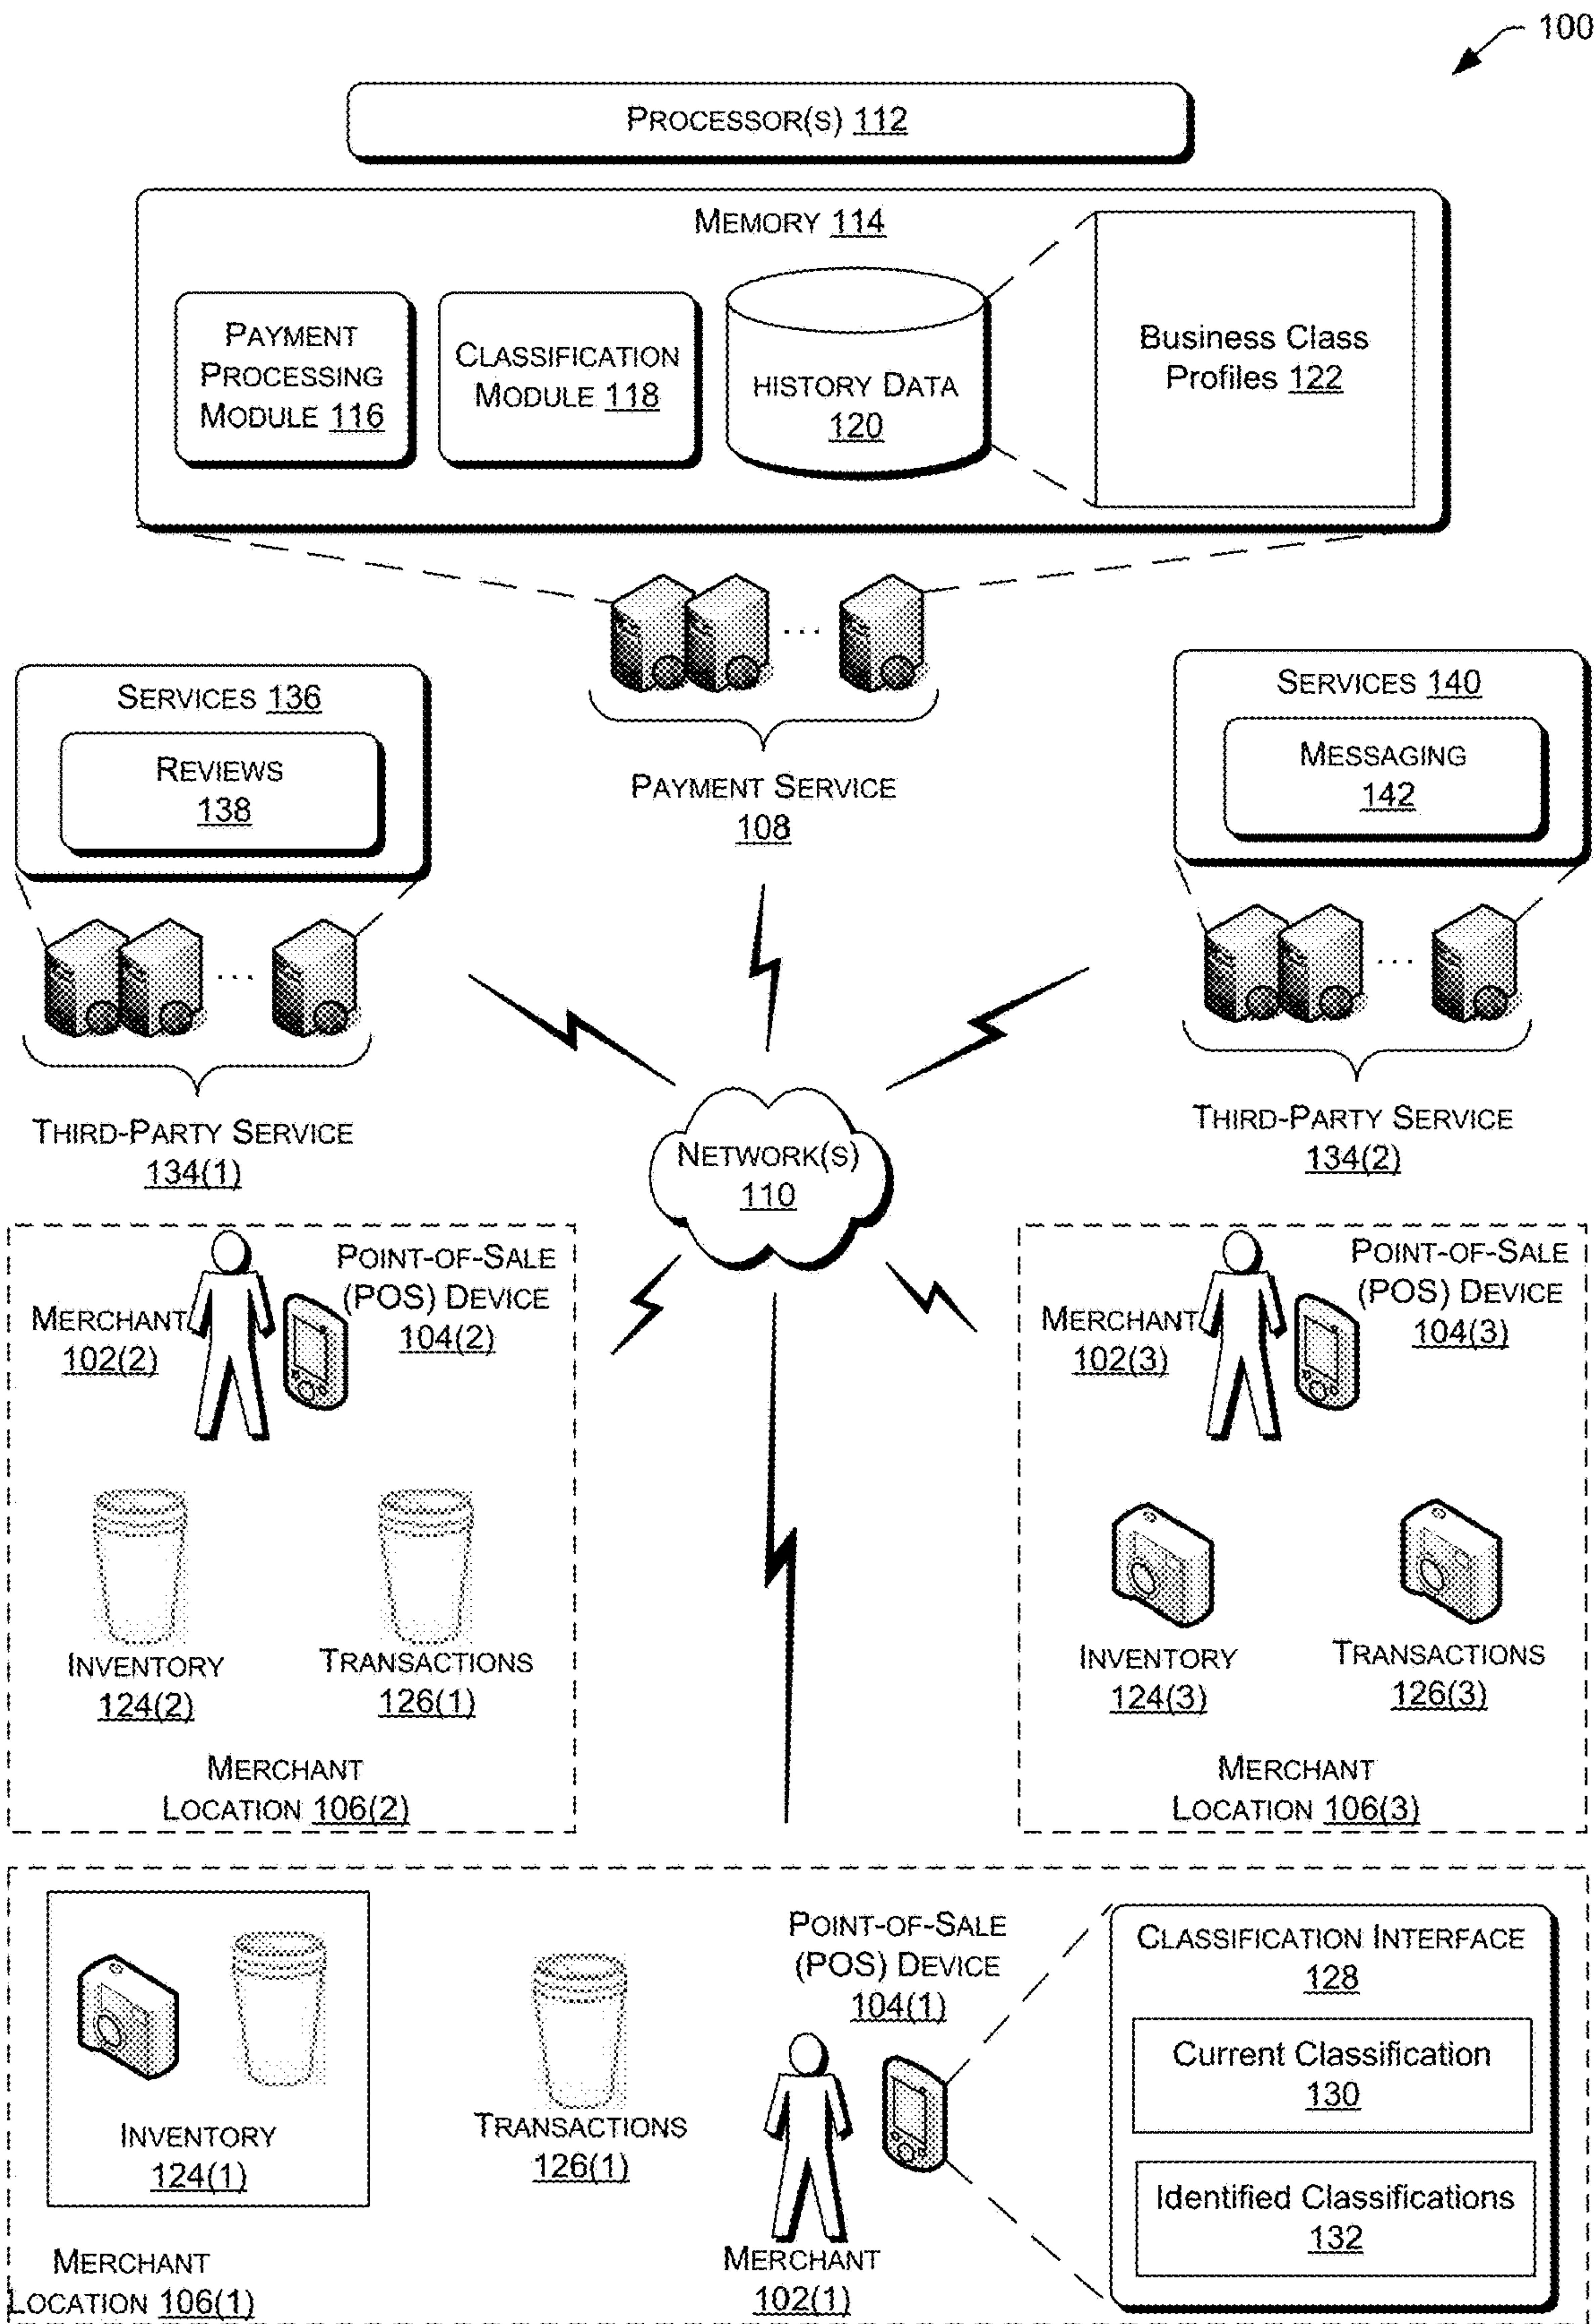 100
PROCESSOR(S) 112
MEMORY 114
PAYMENT
PROCESSING
MODULE 116
CLASSIFICATION
MODULE 118
HISTORY DATA
120
Business Class
Profiles 122
SERVICES 136
REVIEWS
138
PAYMENT SERVICE
108
SERVICES 140
MESSAGING
142
THIRD-PARTY SERVICE
134(1)
NETWORK(S)
110
THIRD-PARTY SERVICE
134(2)
MERCHANT
102(2)
POINT-OF-SALE
(POS) DEVICE
104(2)
INVENTORY
124(2)
TRANSACTIONS
126(1)
MERCHANT
LOCATION 106(2)
MERCHANT
102(3)
POINT-OF-SALE
(POS) DEVICE
104(3)
INVENTORY
124(3)
TRANSACTIONS
126(3)
MERCHANT
LOCATION 106(3)
INVENTORY
124(1)
TRANSACTIONS
126(1)
POINT-OF-SALE
(POS) DEVICE
104(1)
MERCHANT
102(1)
CLASSIFICATION INTERFACE
128
Current Classification
130
Identified Classifications
132
MERCHANT
LOCATION 106(1)